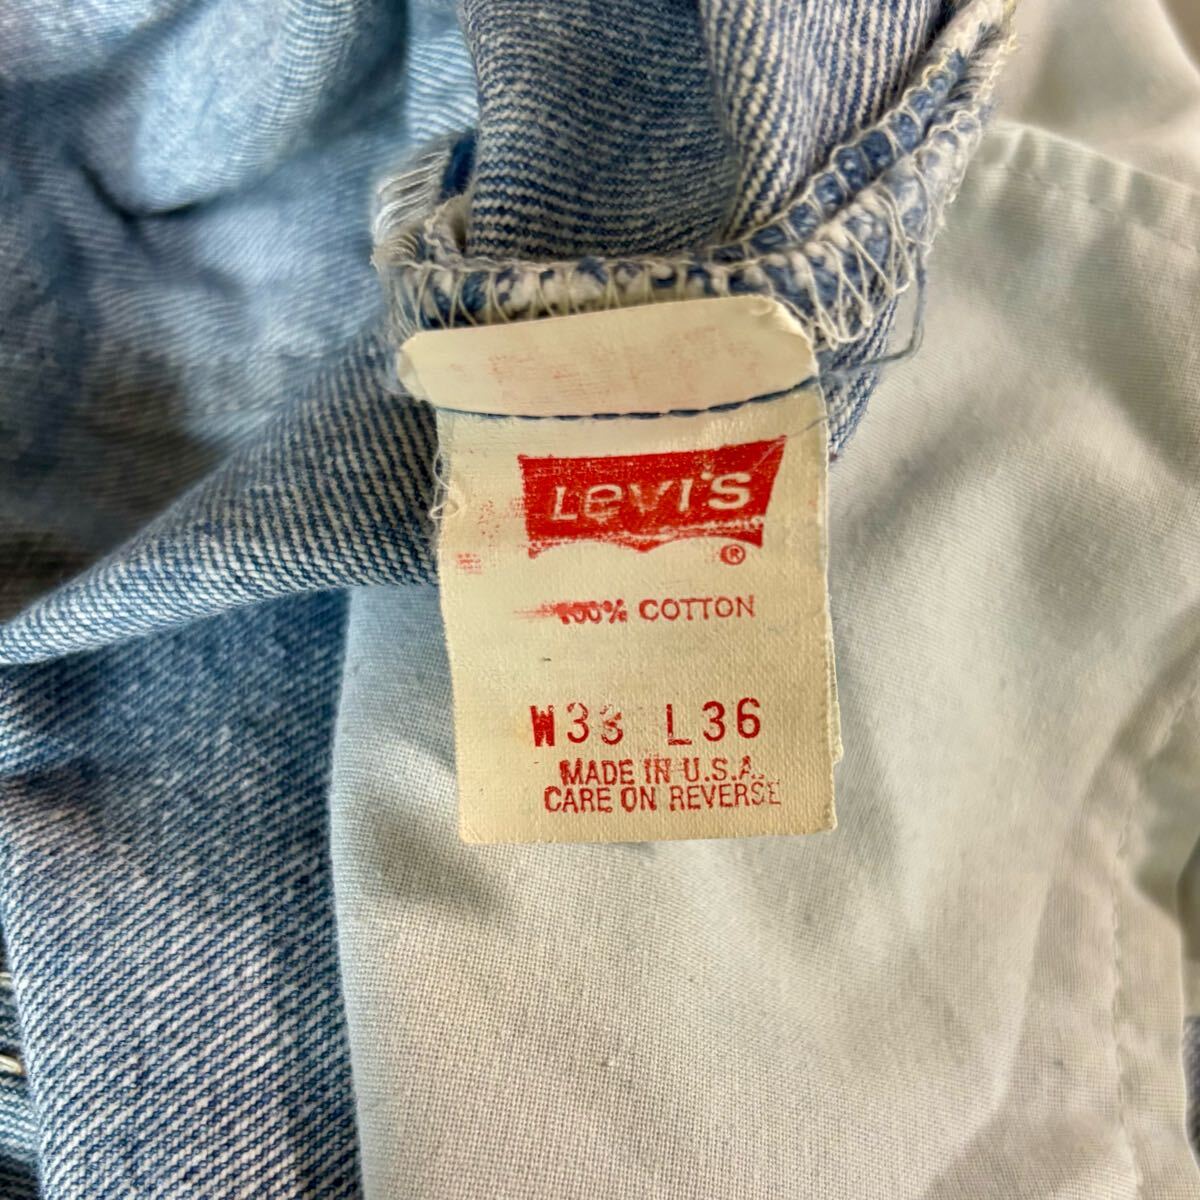 Levi's
®
100% COTTON
W33 L36
MADE IN U.S.A.
CARE ON REVERSE